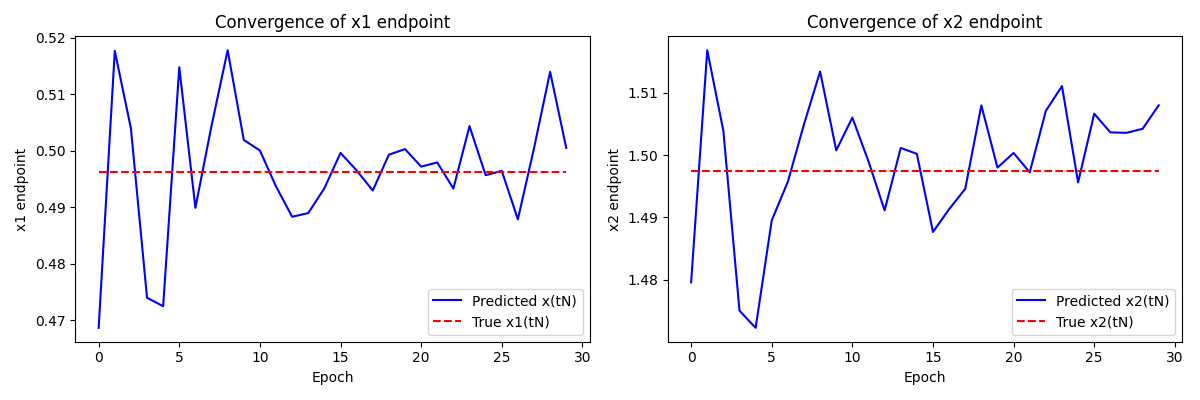 Convergence of x1 endpoint
x1 endpoint
0.52
0.51
0.50
0.49
0.48
0.47
0
5
10
15
20
25
30
Epoch
Predicted x(tN)
True x1(tN)
Convergence of x2 endpoint
x2 endpoint
1.51
1.50
1.49
1.48
0
5
10
15
20
25
30
Epoch
Predicted x2(tN)
True x2(tN)